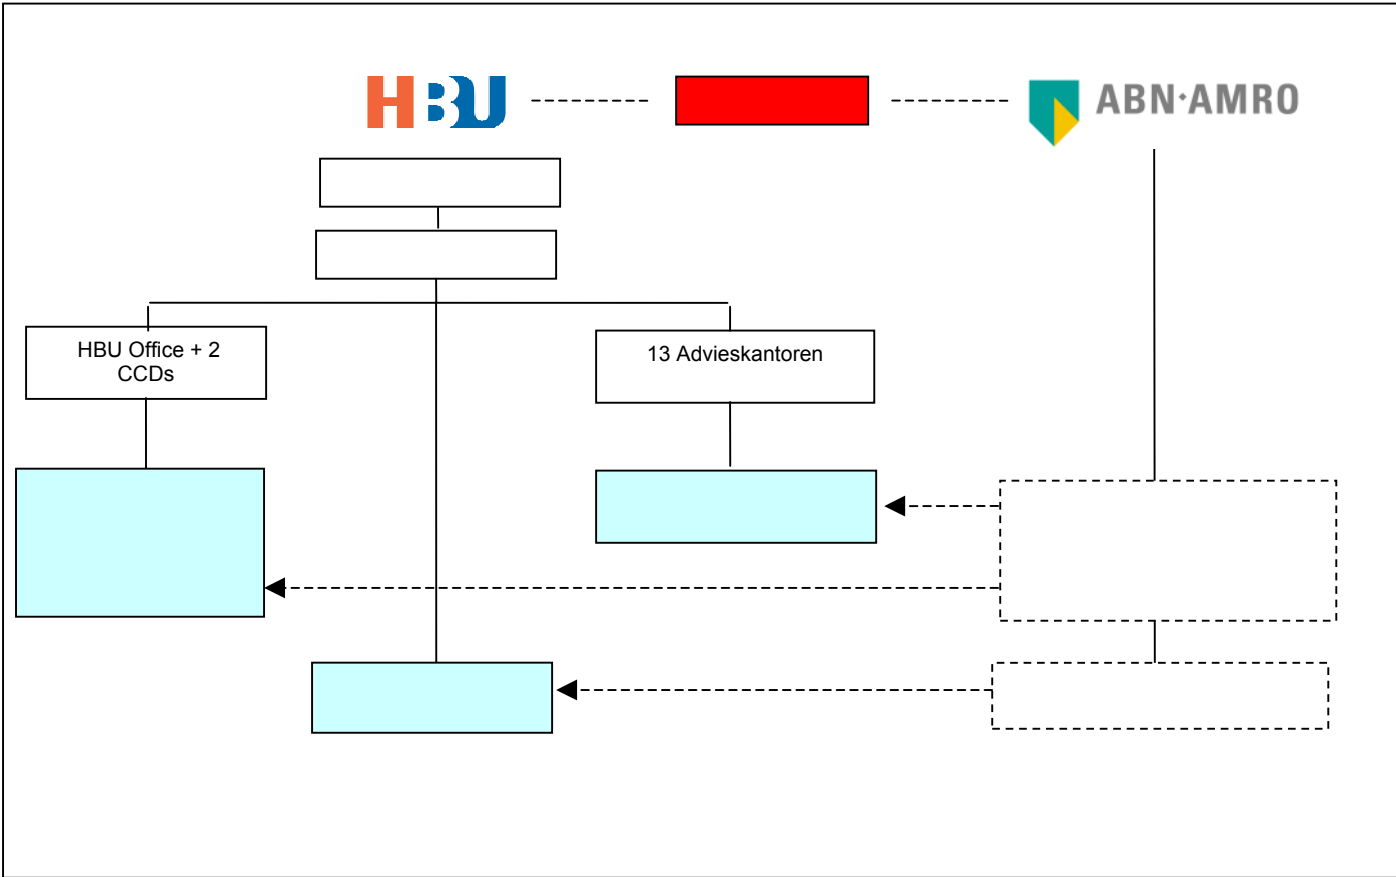 HBU
ABN·AMRO
HBU Office + 2
CCDs
13 Advieskantoren